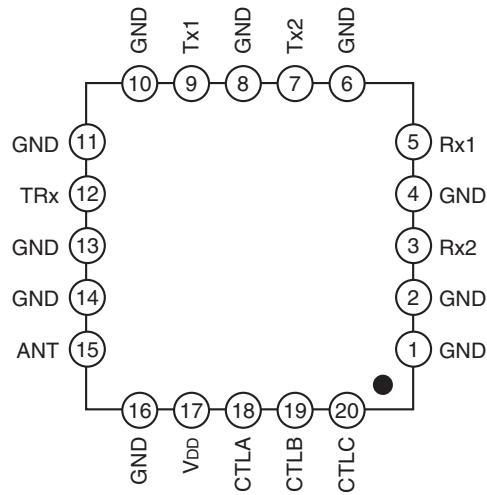 GND
Tx1
GND
Tx2
GND
10
9
8
7
6
GND
11
5
Rx1
TRx
12
4
GND
GND
13
3
Rx2
GND
14
2
GND
ANT
15
1
GND
16
17
18
19
20
GND
VDD
CTLA
CTLB
CTLC